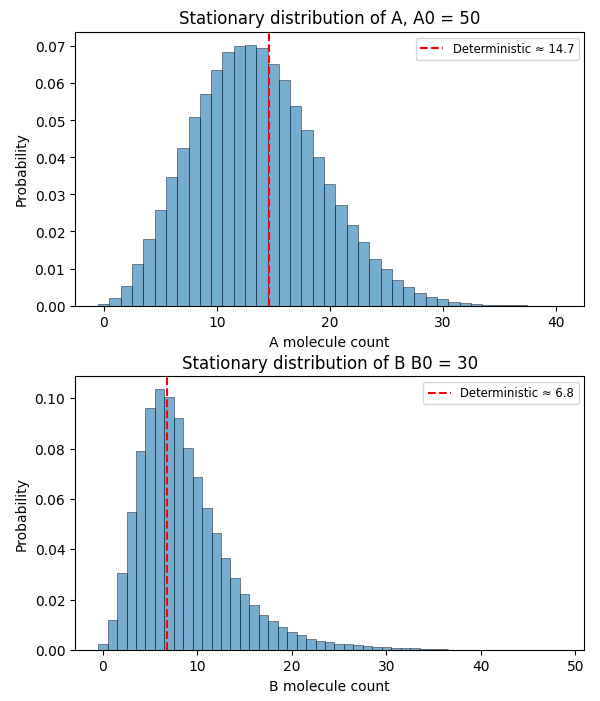 Stationary distribution of A, A0 = 50
Deterministic ≈ 14.7
Probability
0.07
0.06
0.05
0.04
0.03
0.02
0.01
0.00
0 10 20 30 40
A molecule count
Stationary distribution of B B0 = 30
Deterministic ≈ 6.8
Probability
0.10
0.08
0.06
0.04
0.02
0.00
0 10 20 30 40 50
B molecule count